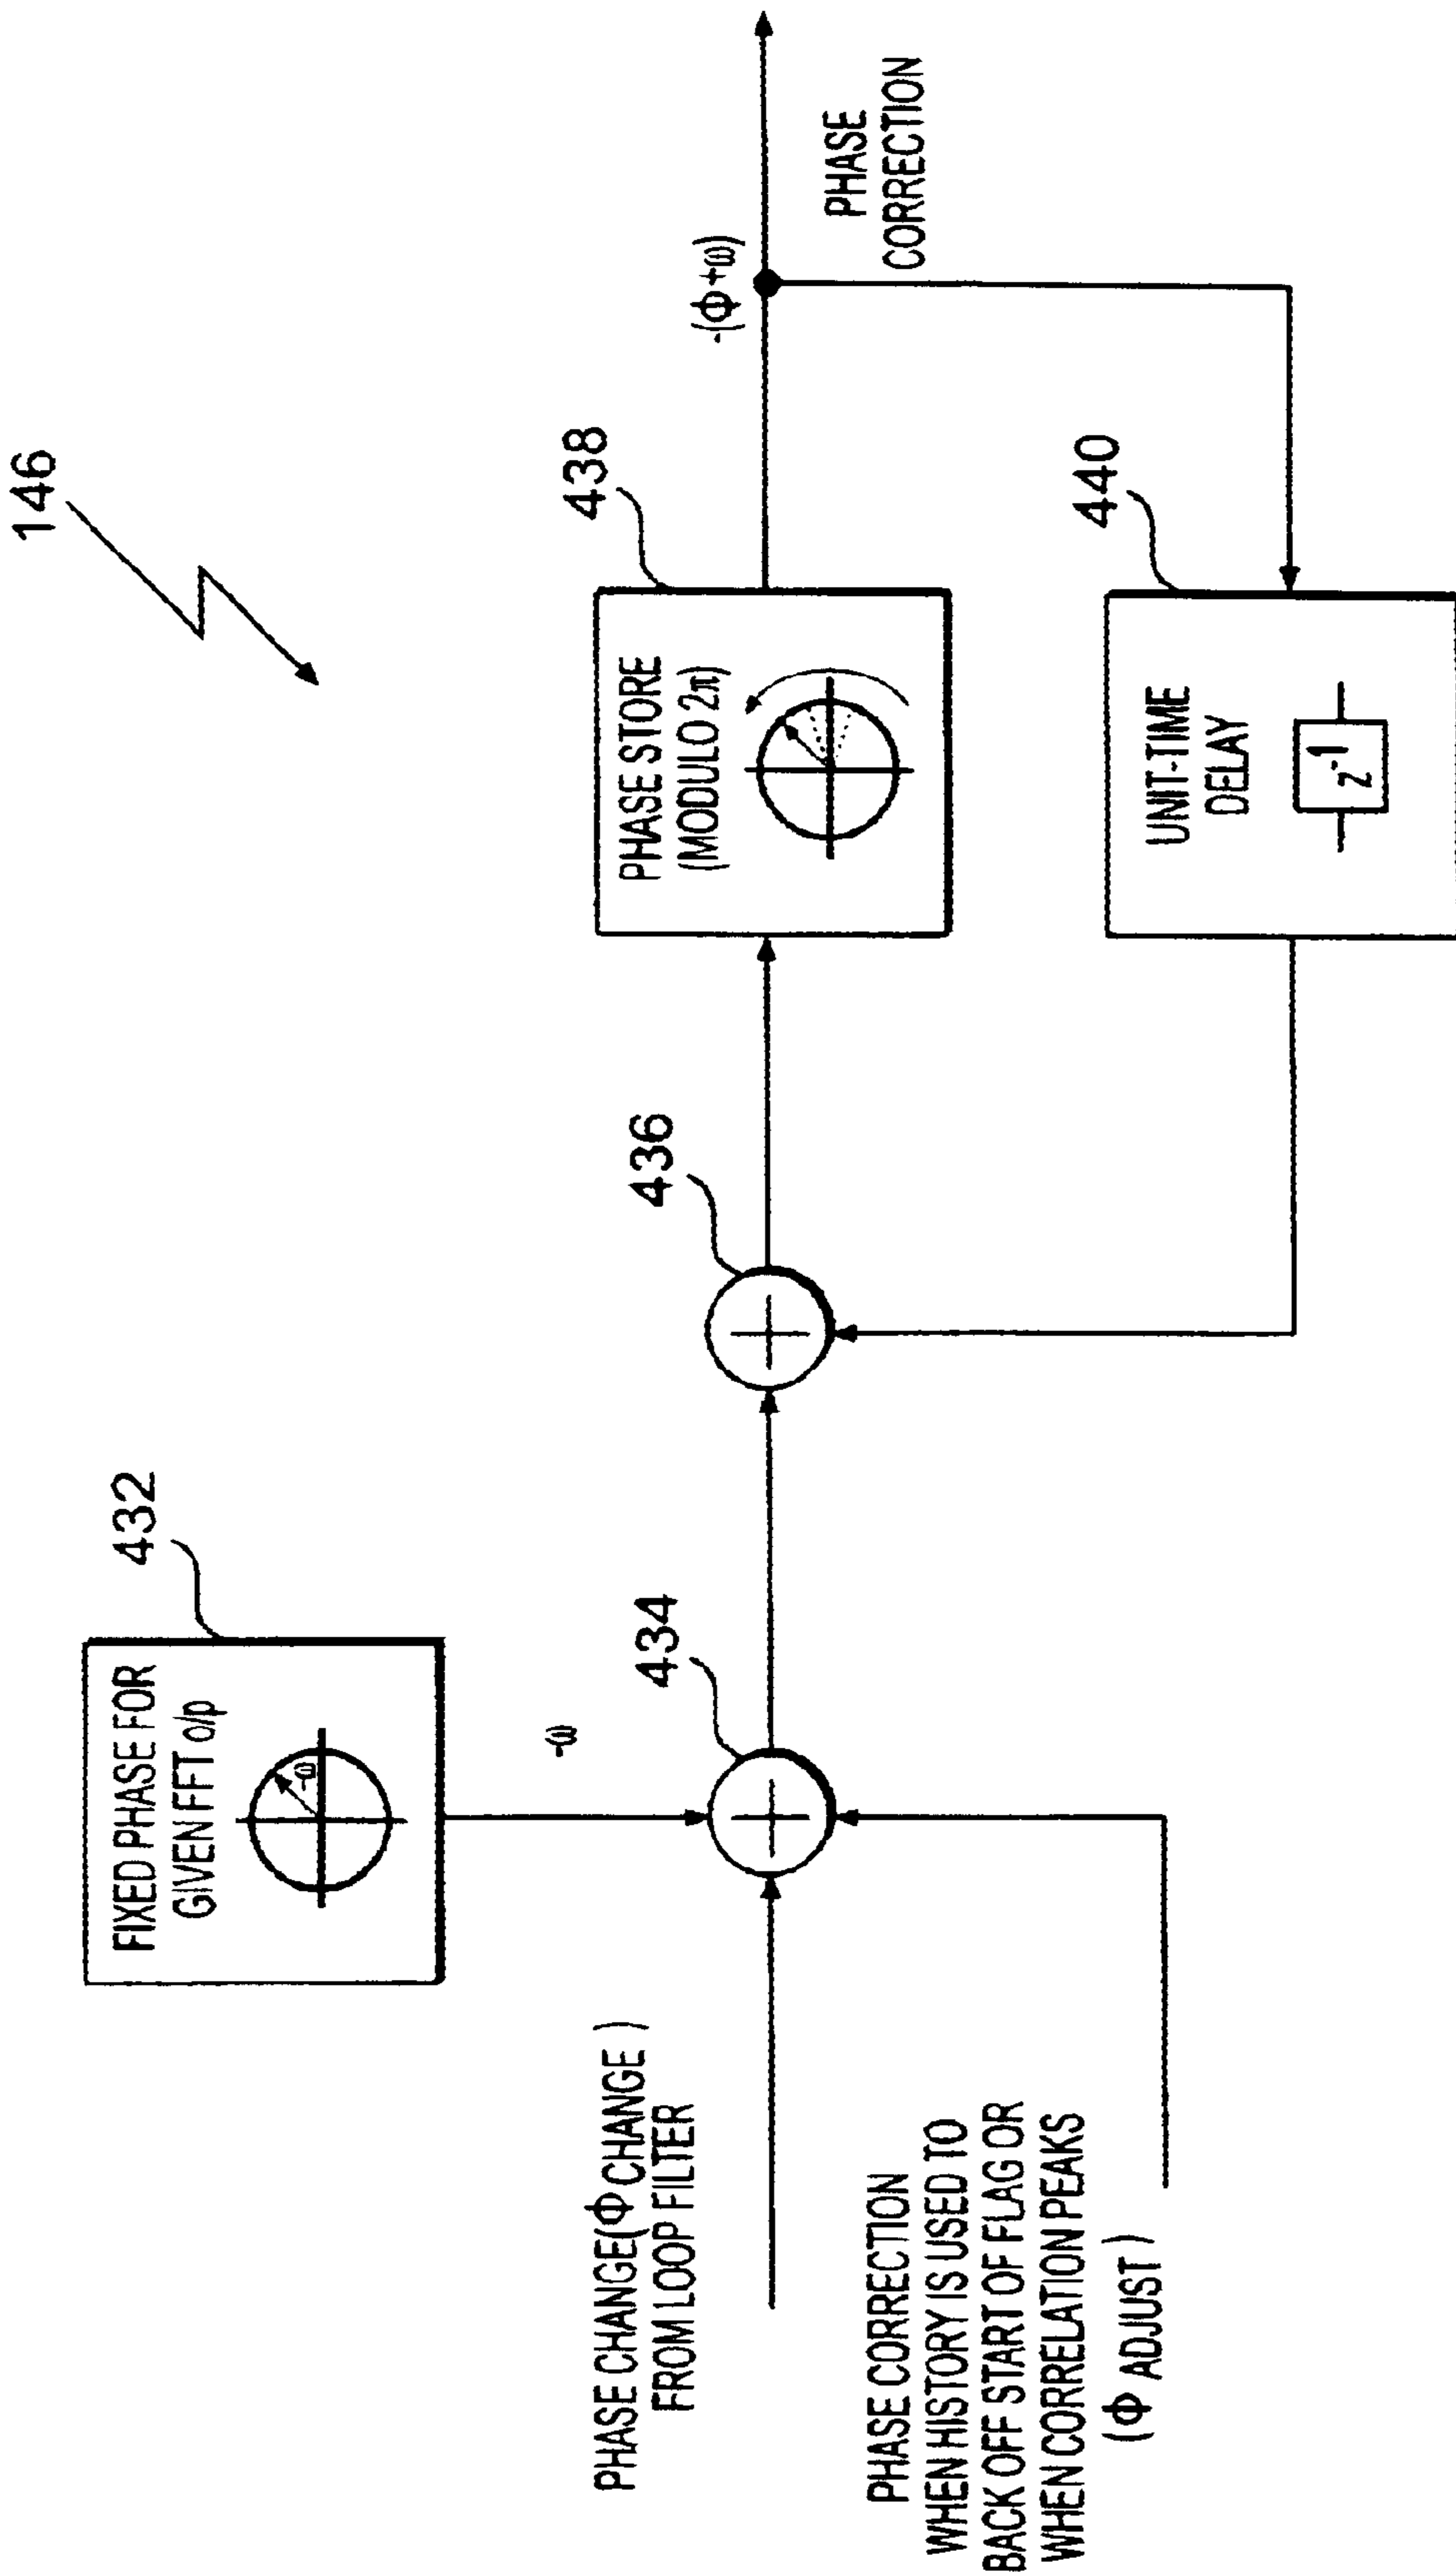 146
432
FIXED PHASE FOR
GIVEN FFT o/p
-ω
-ω
PHASE CHANGE(Φ CHANGE )
FROM LOOP FILTER
434
PHASE CORRECTION
WHEN HISTORY IS USED TO
BACK OFF START OF FLAG OR
WHEN CORRELATION PEAKS
(Φ ADJUST )
436
438
PHASE STORE
(MODULO 2π)
-(Φ+ω)
PHASE
CORRECTION
440
UNIT-TIME
DELAY
z-1